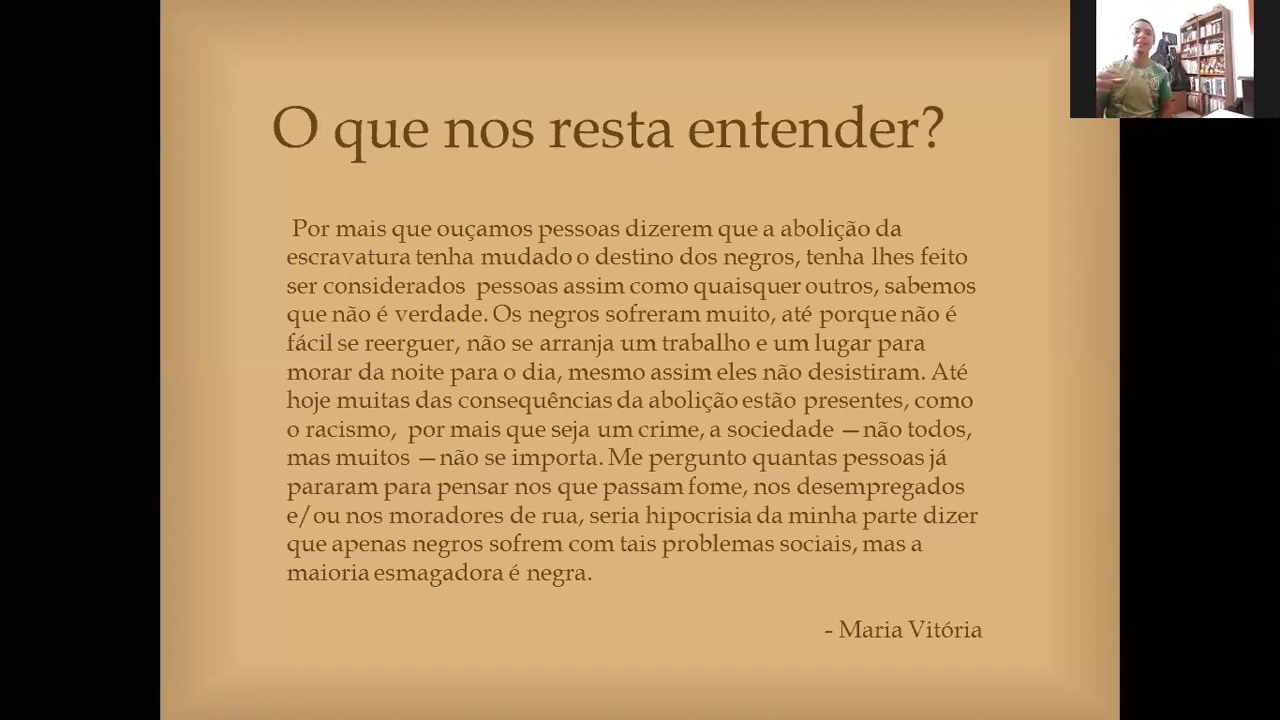 O que nos resta entender?
Por mais que ouçamos pessoas dizerem que a abolição da
escravatura tenha mudado o destino dos negros, tenha lhes feito
ser considerados pessoas assim como quaisquer outros, sabemos
que não é verdade. Os negros sofreram muito, até porque não é
fácil se reerguer, não se arranja um trabalho e um lugar para
morar da noite para o dia, mesmo assim eles não desistiram. Até
hoje muitas das consequências da abolição estão presentes, como
o racismo, por mais que seja um crime, a sociedade —não todos,
mas muitos —não se importa. Me pergunto quantas pessoas já
pararam para pensar nos que passam fome, nos desempregados
e/ou nos moradores de rua, seria hipocrisia da minha parte dizer
que apenas negros sofrem com tais problemas sociais, mas a
maioria esmagadora é negra.
- Maria Vitória